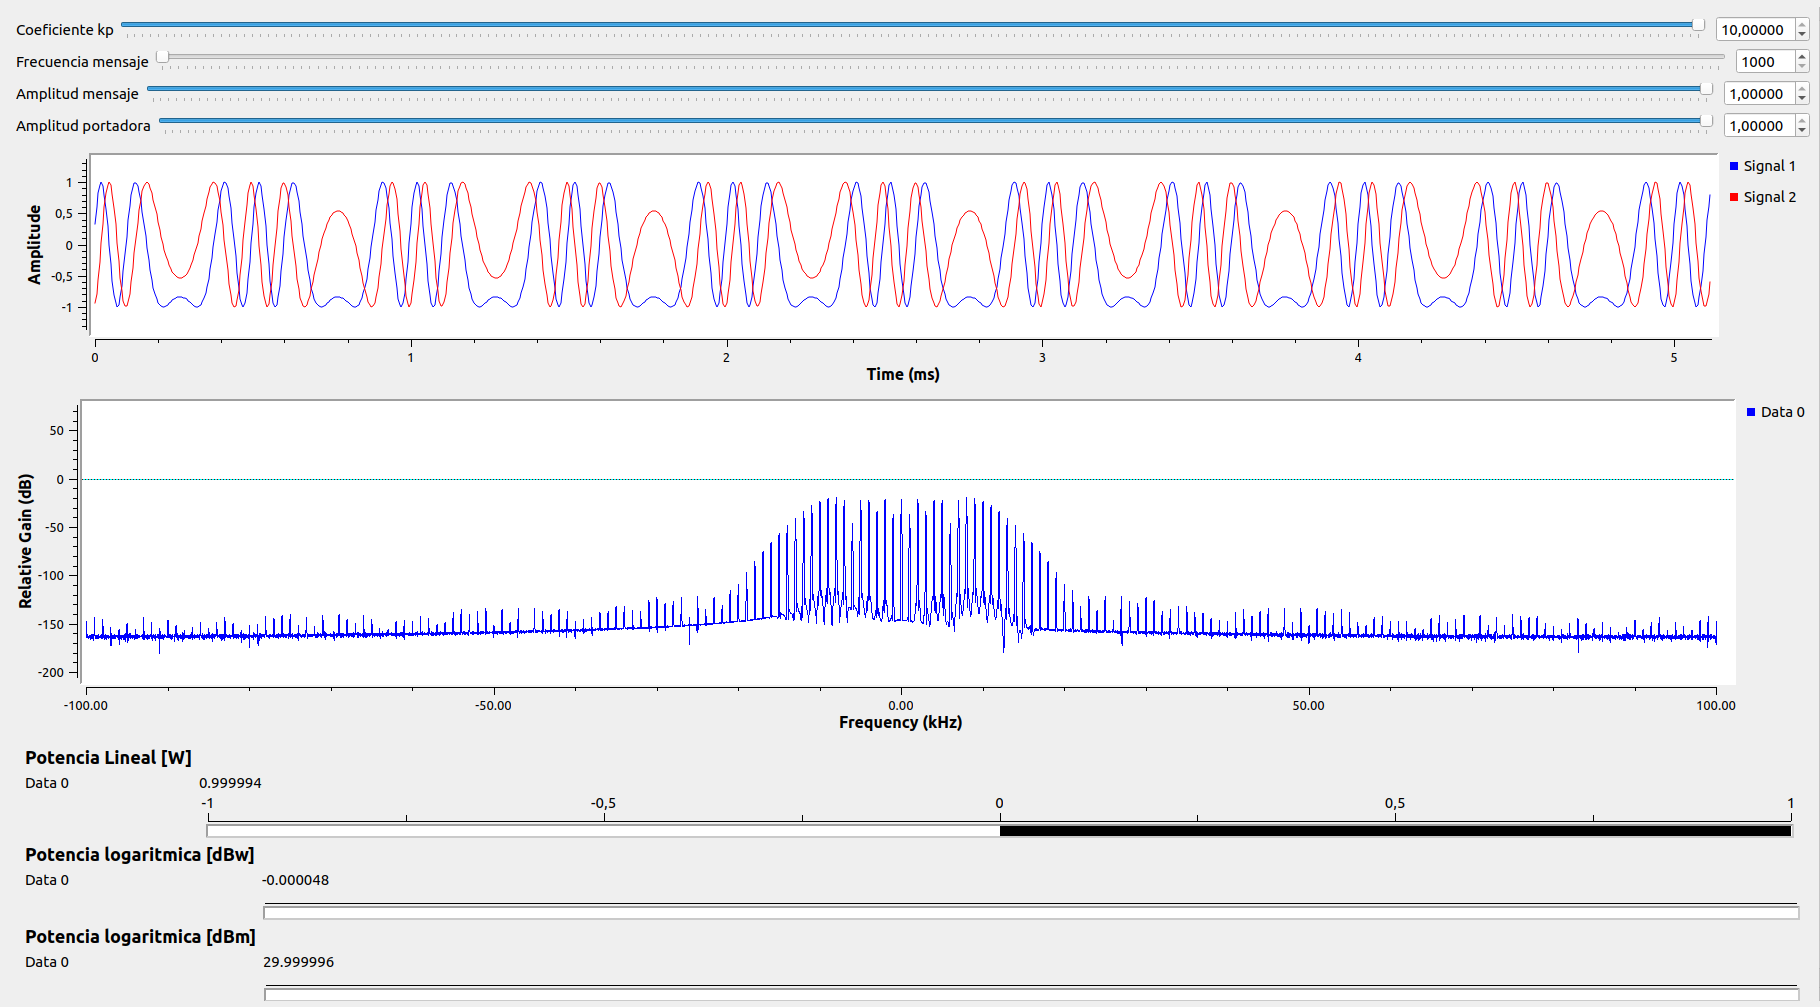 Coeficiente kp 10,00000
Frecuencia mensaje 1000
Amplitud mensaje 1,00000
Amplitud portadora 1,00000
Signal 1
Signal 2
Amplitude
1
0,5
0
-0,5
-1
0 1 2 3 4 5
Time (ms)
Data 0
Relative Gain (dB)
50
0
-50
-100
-150
-200
-100.00 -50.00 0.00 50.00 100.00
Frequency (kHz)
Potencia Lineal [W]
Data 0 0.999994
-1 -0,5 0 0,5 1
Potencia logaritmica [dBw]
Data 0 -0.000048
Potencia logaritmica [dBm]
Data 0 29.999996